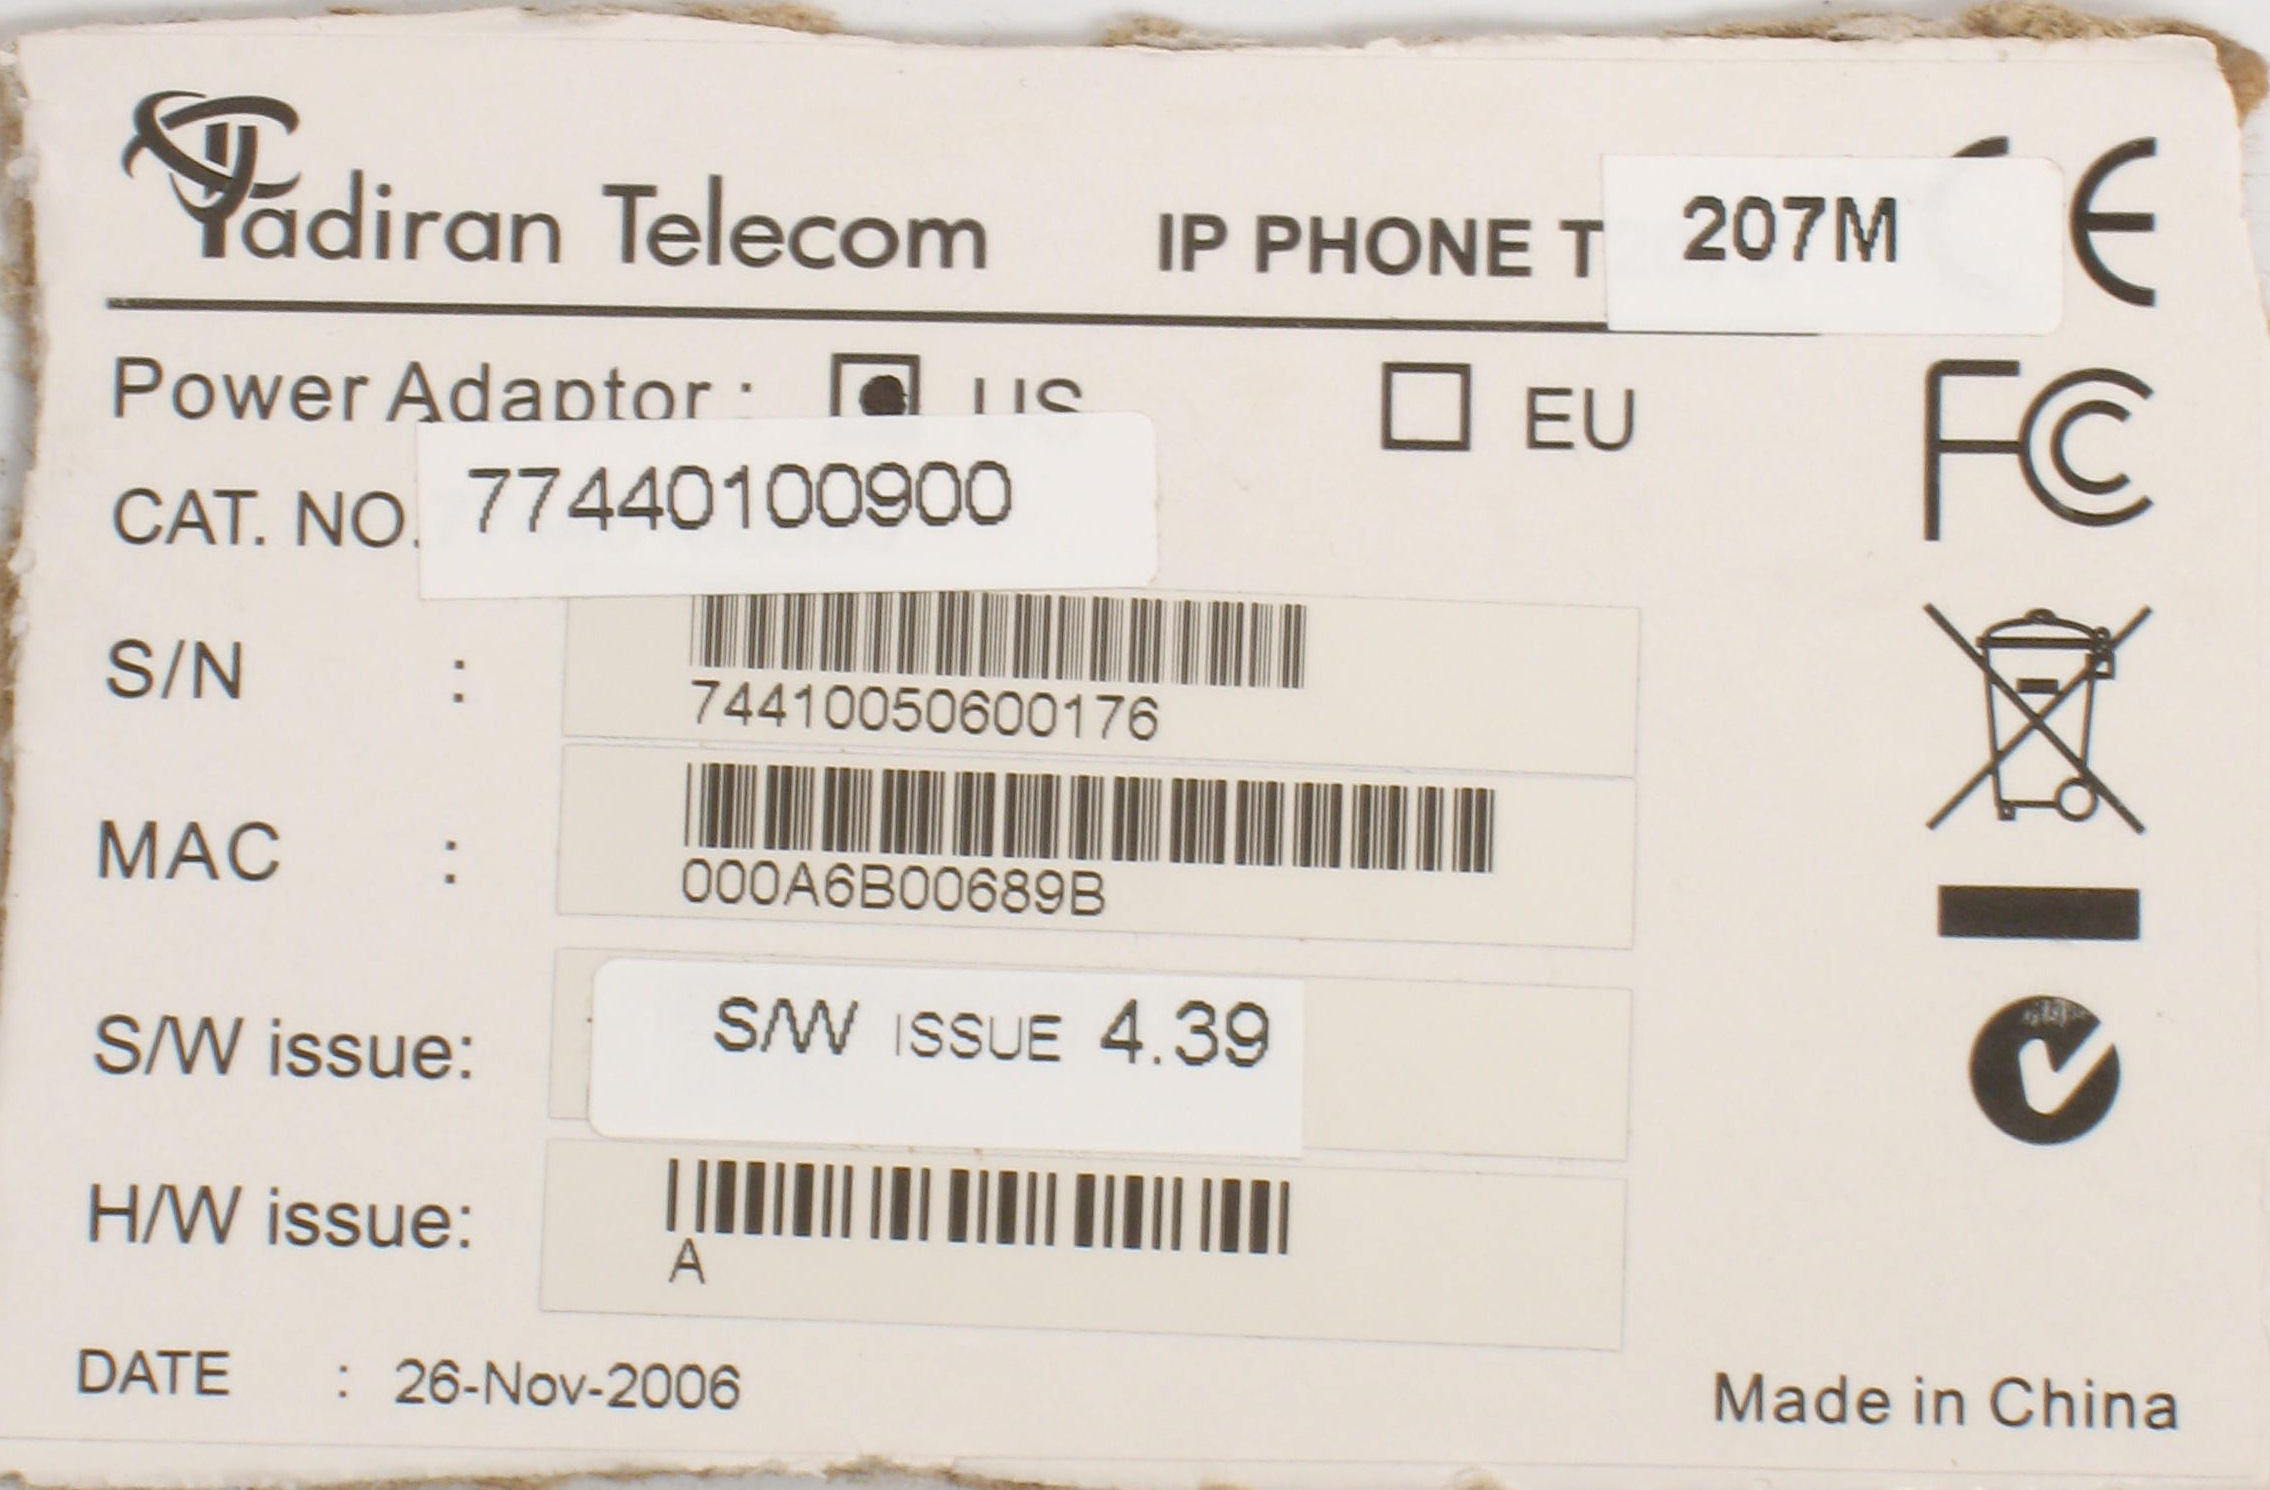 Tadiran Telecom IP PHONE T 207M
Power Adaptor : US EU
CAT. NO. 77440100900
S/N : 74410050600176
MAC : 000A6B00689B
S/W issue: S/W ISSUE 4.39
H/W issue: A
DATE : 26-Nov-2006
Made in China